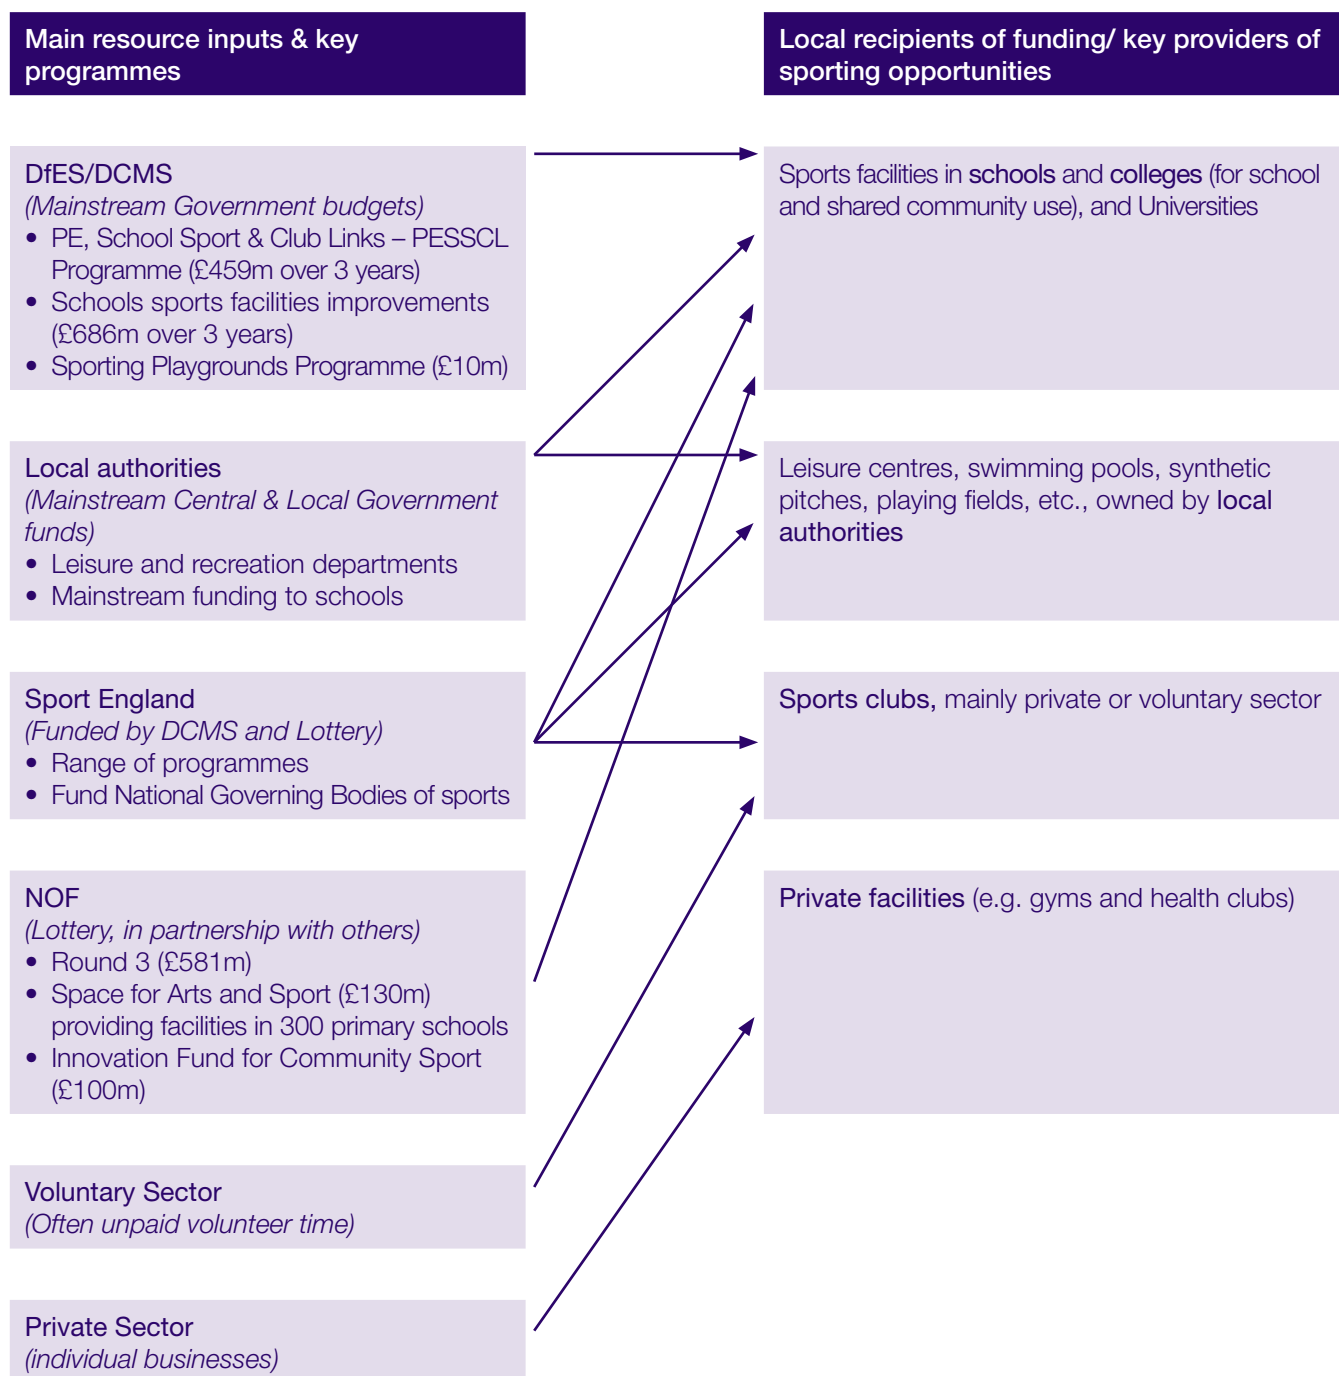 Main resource inputs & key
programmes
Local recipients of funding/ key providers of
sporting opportunities
DfES/DCMS
(Mainstream Government budgets)
• PE, School Sport & Club Links – PESSCL
Programme (£459m over 3 years)
• Schools sports facilities improvements
(£686m over 3 years)
• Sporting Playgrounds Programme (£10m)
Sports facilities in schools and colleges (for school
and shared community use), and Universities
Local authorities
(Mainstream Central & Local Government
funds)
• Leisure and recreation departments
• Mainstream funding to schools
Leisure centres, swimming pools, synthetic
pitches, playing fields, etc., owned by local
authorities
Sport England
(Funded by DCMS and Lottery)
• Range of programmes
• Fund National Governing Bodies of sports
Sports clubs, mainly private or voluntary sector
NOF
(Lottery, in partnership with others)
• Round 3 (£581m)
• Space for Arts and Sport (£130m)
providing facilities in 300 primary schools
• Innovation Fund for Community Sport
(£100m)
Private facilities (e.g. gyms and health clubs)
Voluntary Sector
(Often unpaid volunteer time)
Private Sector
(individual businesses)